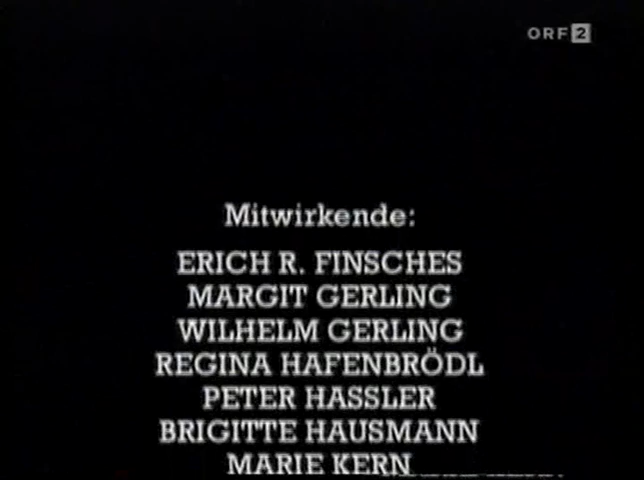 ORF 2
Mitwirkende:
ERICH R. FINSCHES
MARGIT GERLING
WILHELM GERLING
REGINA HAFENBRÖDL
PETER HASSLER
BRIGITTE HAUSMANN
MARIE KERN